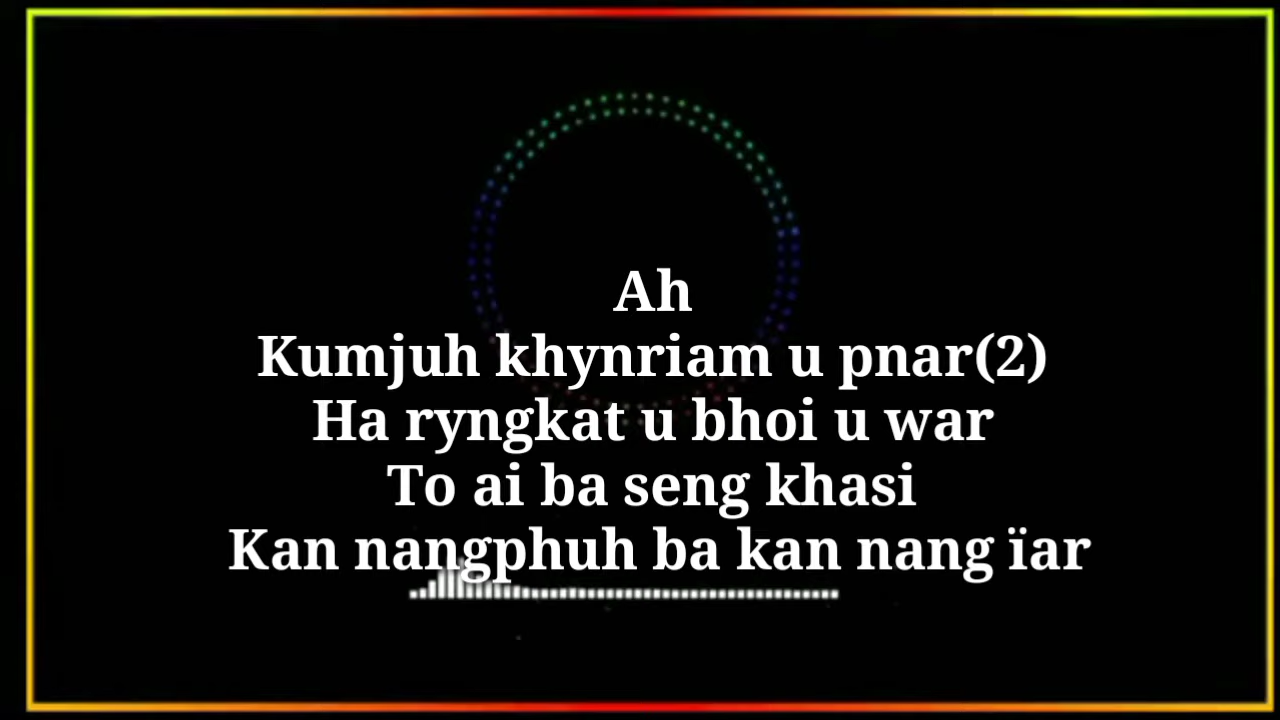 Ah
Kumjuh khynriam u pnar(2)
Ha ryngkat u bhoi u war
To ai ba seng khasi
Kan nangphuh ba kan nang ïar